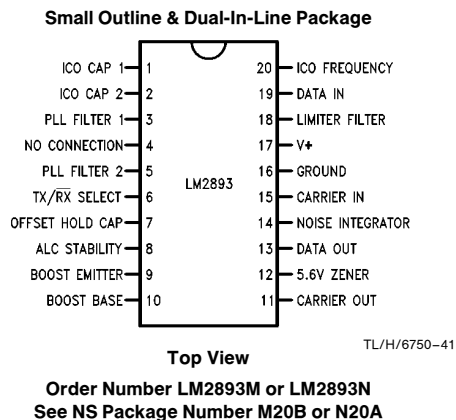 Small Outline & Dual-In-Line Package
ICO CAP 1 1 20 ICO FREQUENCY
ICO CAP 2 2 19 DATA IN
PLL FILTER 1 3 18 LIMITER FILTER
NO CONNECTION 4 17 V+
PLL FILTER 2 5 16 GROUND
LM2893
TX/R̅X̅ SELECT 6 15 CARRIER IN
OFFSET HOLD CAP 7 14 NOISE INTEGRATOR
ALC STABILITY 8 13 DATA OUT
BOOST EMITTER 9 12 5.6V ZENER
BOOST BASE 10 11 CARRIER OUT
TL/H/6750–41
Top View
Order Number LM2893M or LM2893N
See NS Package Number M20B or N20A